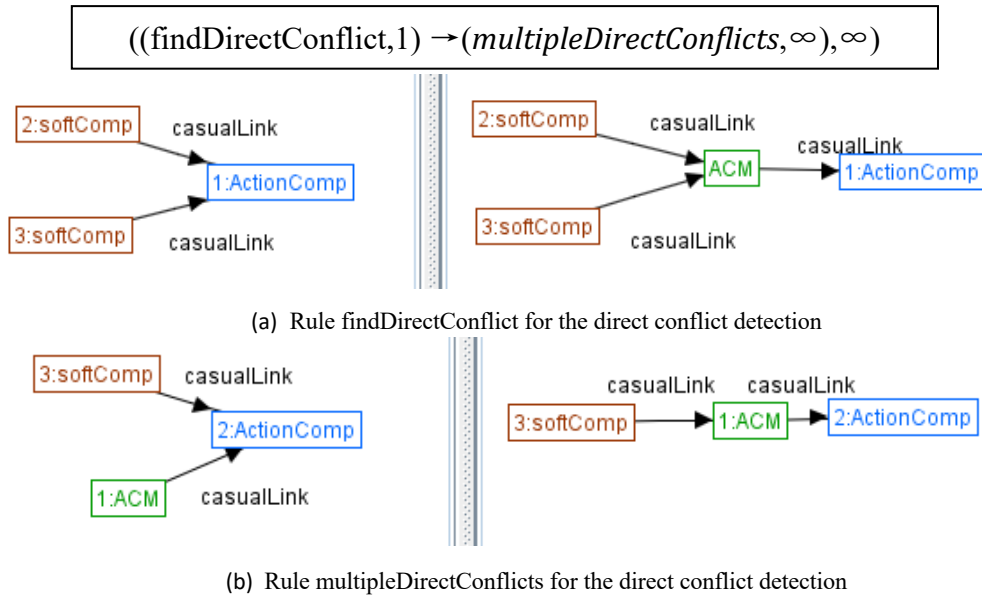 ((findDirectConflict,1) →(multipleDirectConflicts,∞),∞)
2:softComp
casualLink
1:ActionComp
3:softComp
casualLink
2:softComp
casualLink
casualLink
ACM
1:ActionComp
3:softComp
casualLink
(a) Rule findDirectConflict for the direct conflict detection
3:softComp
casualLink
2:ActionComp
1:ACM
casualLink
casualLink
casualLink
3:softComp
1:ACM
2:ActionComp
(b) Rule multipleDirectConflicts for the direct conflict detection